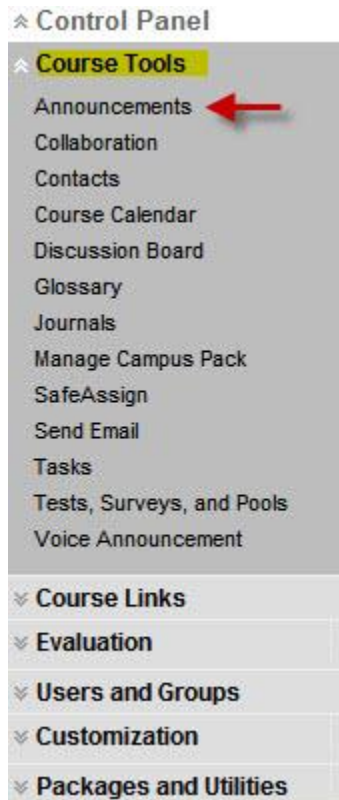 Control Panel
Course Tools
Announcements
Collaboration
Contacts
Course Calendar
Discussion Board
Glossary
Journals
Manage Campus Pack
SafeAssign
Send Email
Tasks
Tests, Surveys, and Pools
Voice Announcement
Course Links
Evaluation
Users and Groups
Customization
Packages and Utilities